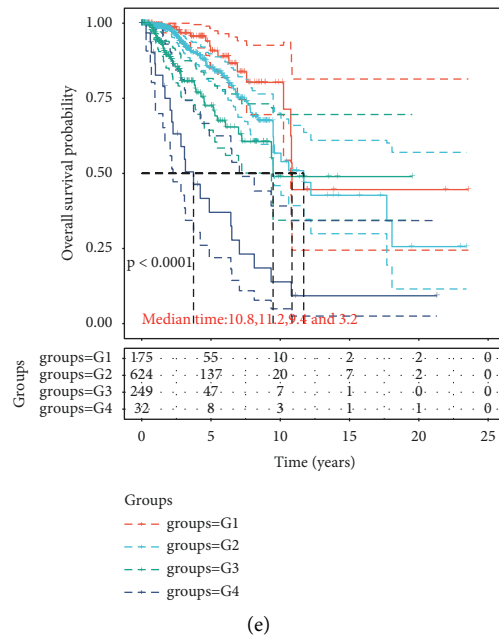 1.00
0.75
0.50
0.25
0.00
Overall survival probability
p < 0.0001
Median time:10.8,11.2,9.4 and 3.2
Groups
groups=G1 175 55 10 2 2 0
groups=G2 624 137 20 7 2 0
groups=G3 249 47 7 1 0 0
groups=G4 32 8 3 1 1 0
0 5 10 15 20 25
Time (years)
Groups
groups=G1
groups=G2
groups=G3
groups=G4
(e)